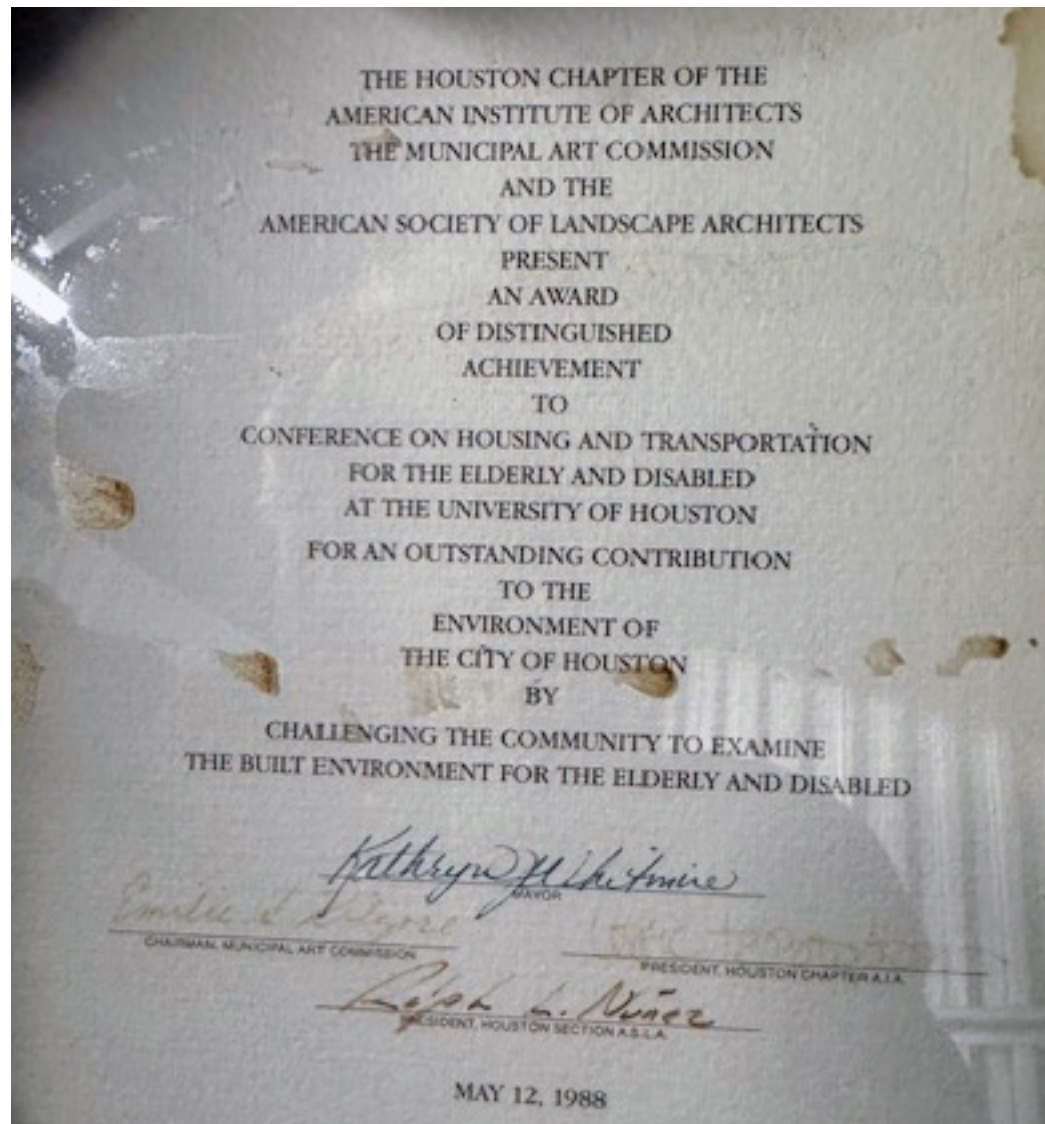 THE HOUSTON CHAPTER OF THE
AMERICAN INSTITUTE OF ARCHITECTS
THE MUNICIPAL ART COMMISSION
AND THE
AMERICAN SOCIETY OF LANDSCAPE ARCHITECTS
PRESENT
AN AWARD
OF DISTINGUISHED
ACHIEVEMENT
TO
CONFERENCE ON HOUSING AND TRANSPORTATION
FOR THE ELDERLY AND DISABLED
AT THE UNIVERSITY OF HOUSTON
FOR AN OUTSTANDING CONTRIBUTION
TO THE
ENVIRONMENT OF
THE CITY OF HOUSTON
BY
CHALLENGING THE COMMUNITY TO EXAMINE
THE BUILT ENVIRONMENT FOR THE ELDERLY AND DISABLED
Kathryn J Whitmire
MAYOR
Emilie S.
CHAIRMAN, MUNICIPAL ART COMMISSION
PRESIDENT, HOUSTON CHAPTER A.I.A.
Ralph L. Nuñez
PRESIDENT, HOUSTON SECTION A.S.L.A.
MAY 12, 1988